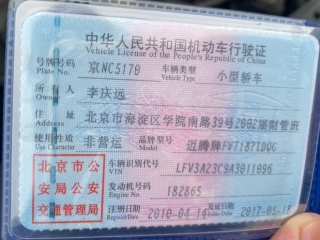 中华人民共和国机动车行驶证
Vehicle License of the People's Republic of China
号牌号码 京NC5170 车辆类型 小型轿车
Plate No. Vehicle Type
所有人 李庆远
Owner
住址 北京市海淀区学院南路39号2002届财管班
Address
使用性质 非营运 品牌型号 迈腾牌FV7187TDQG
Use Character Model
北京市公安局公安交通管理局
车辆识别代号 LFV3A23C9A3011096
VIN
发动机号码 182865
Engine No.
注册日期 2010-04-14 发证日期 2017-05-18
Register Date Issue Date